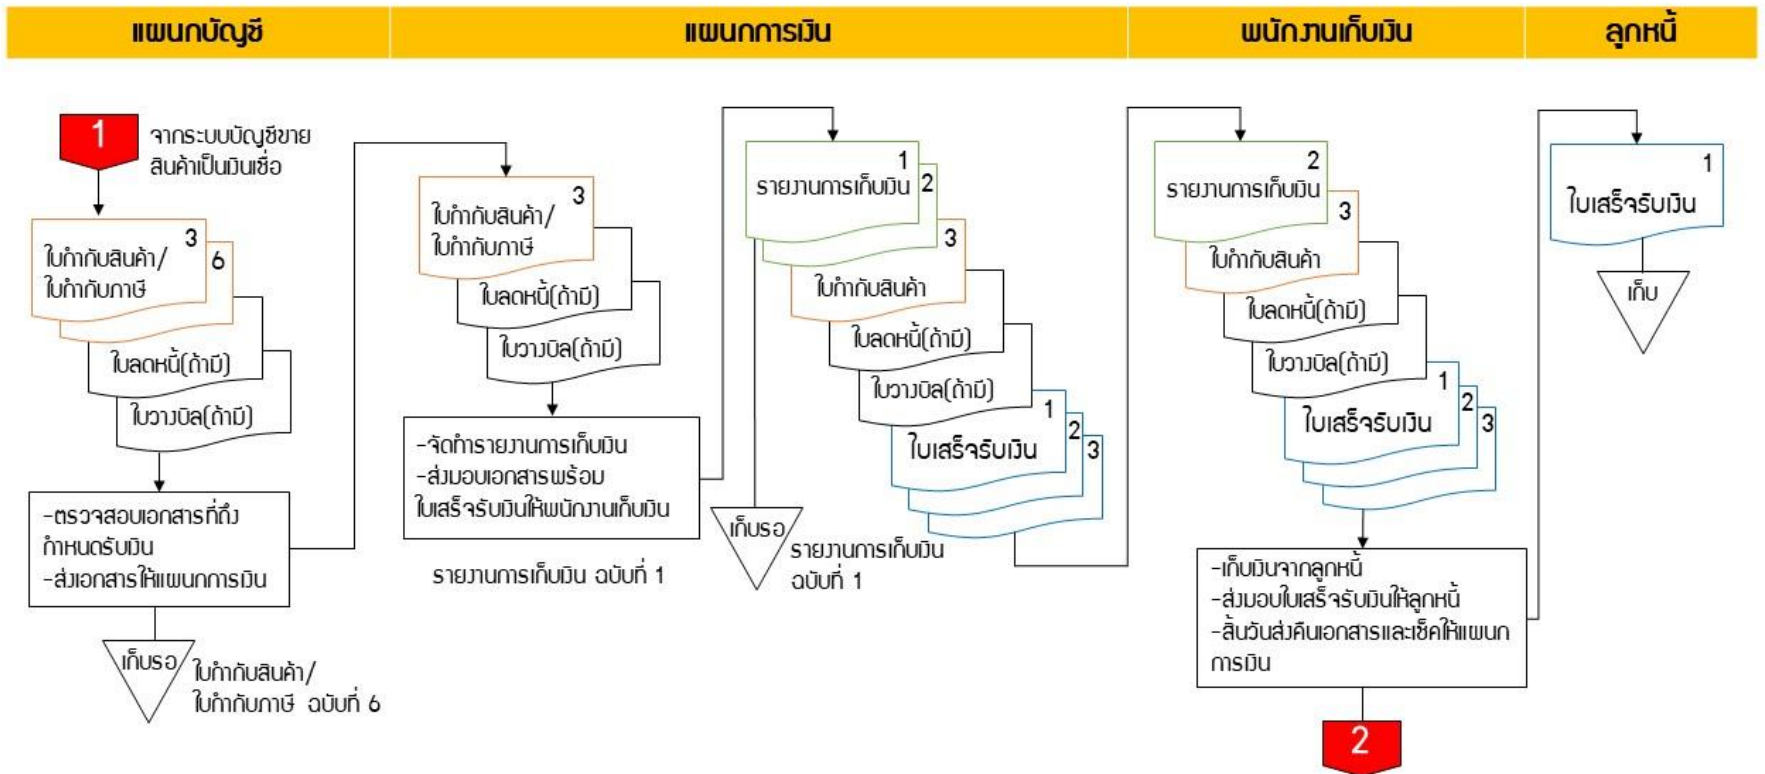 แผนกบัญชี
แผนกการเงิน
พนักงานเก็บเงิน
ลูกหนี้
1
จากระบบบัญชีขาย
สินค้าเป็นเงินเชื่อ
3
ใบกำกับสินค้า/
ใบกำกับภาษี
6
ใบลดหนี้(ถ้ามี)
ใบวางบิล(ถ้ามี)
-ตรวจสอบเอกสารที่ถึง
กำหนดรับเงิน
-ส่งเอกสารให้แผนกการเงิน
เก็บรอ
ใบกำกับสินค้า/
ใบกำกับภาษี ฉบับที่ 6
3
ใบกำกับสินค้า/
ใบกำกับภาษี
ใบลดหนี้(ถ้ามี)
ใบวางบิล(ถ้ามี)
-จัดทำรายงานการเก็บเงิน
-ส่งมอบเอกสารพร้อม
ใบเสร็จรับเงินให้พนักงานเก็บเงิน
รายงานการเก็บเงิน ฉบับที่ 1
1
รายงานการเก็บเงิน
2
3
ใบกำกับสินค้า
ใบลดหนี้(ถ้ามี)
ใบวางบิล(ถ้ามี)
1
ใบเสร็จรับเงิน
2
3
เก็บรอ
รายงานการเก็บเงิน
ฉบับที่ 1
2
รายงานการเก็บเงิน
3
ใบกำกับสินค้า
ใบลดหนี้(ถ้ามี)
ใบวางบิล(ถ้ามี)
1
ใบเสร็จรับเงิน
2
3
-เก็บเงินจากลูกหนี้
-ส่งมอบใบเสร็จรับเงินให้ลูกหนี้
-สิ้นวันส่งคืนเอกสารและเช็คให้แผนก
การเงิน
2
1
ใบเสร็จรับเงิน
เก็บ